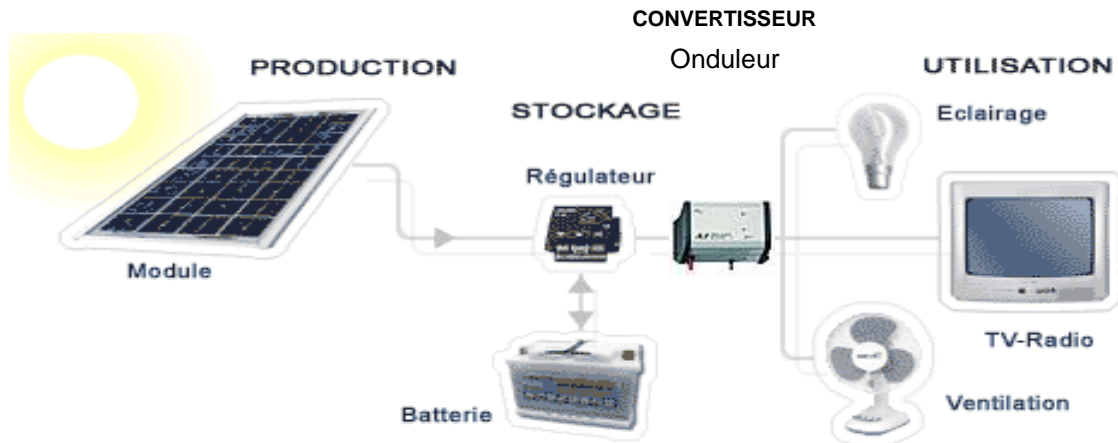 CONVERTISSEUR
Onduleur
PRODUCTION
UTILISATION
STOCKAGE
Eclairage
Régulateur
Module
TV-Radio
Batterie
Ventilation